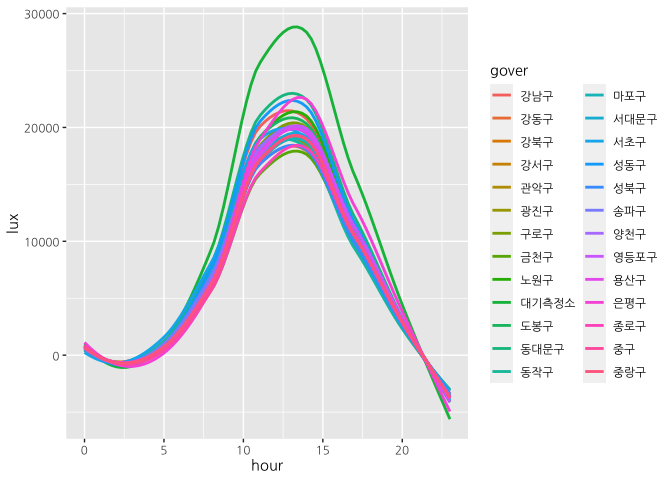 30000
20000
10000
0
lux
0
5
10
15
20
hour
gover
강남구
강동구
강북구
강서구
관악구
광진구
구로구
금천구
노원구
대기측정소
도봉구
동대문구
동작구
마포구
서대문구
서초구
성동구
성북구
송파구
양천구
영등포구
용산구
은평구
종로구
중구
중랑구